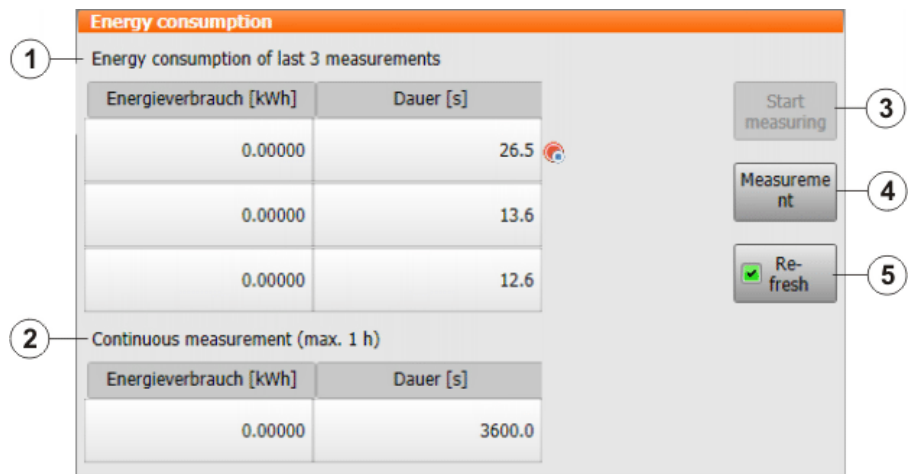 Energy consumption
1 Energy consumption of last 3 measurements
Energieverbrauch [kWh] Dauer [s]
Start
measuring 3
0.00000 26.5
Measureme
nt 4
0.00000 13.6
Re-
fresh 5
0.00000 12.6
2 Continuous measurement (max. 1 h)
Energieverbrauch [kWh] Dauer [s]
0.00000 3600.0